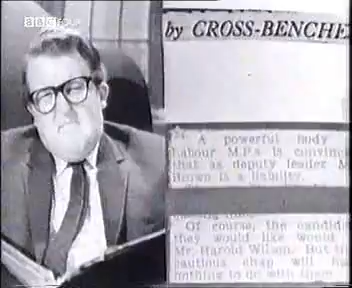 BBC FOUR
by CROSS-BENCHE
A powerful body
Labour M.P.s is convinc
that as deputy leader M
Brown is a liability.
Of course, the candid
they would like would
Mr. Harold Wilson. But th
cautious chap will ha
nothing to do with them